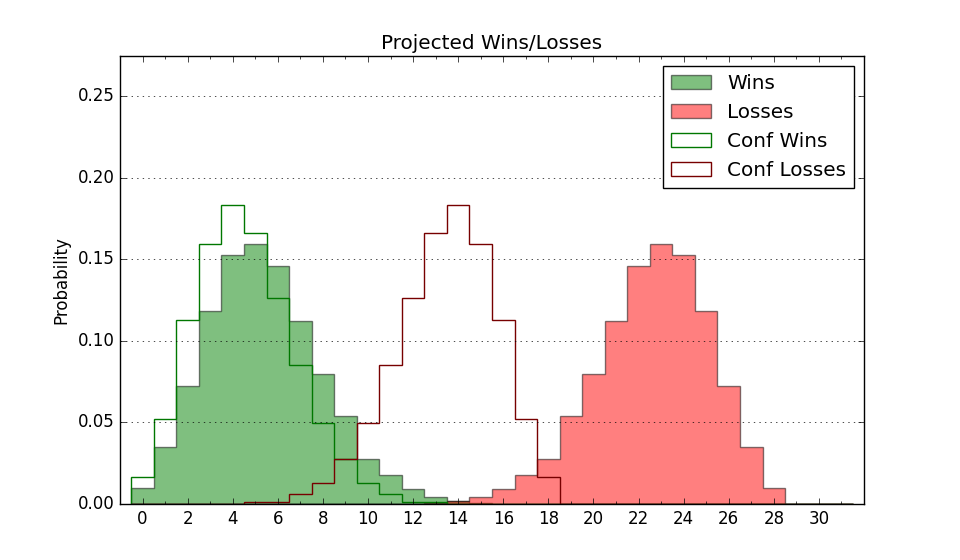 Projected Wins/Losses
Wins
Losses
Conf Wins
Conf Losses
Probability
0.25
0.20
0.15
0.10
0.05
0.00
0 2 4 6 8 10 12 14 16 18 20 22 24 26 28 30